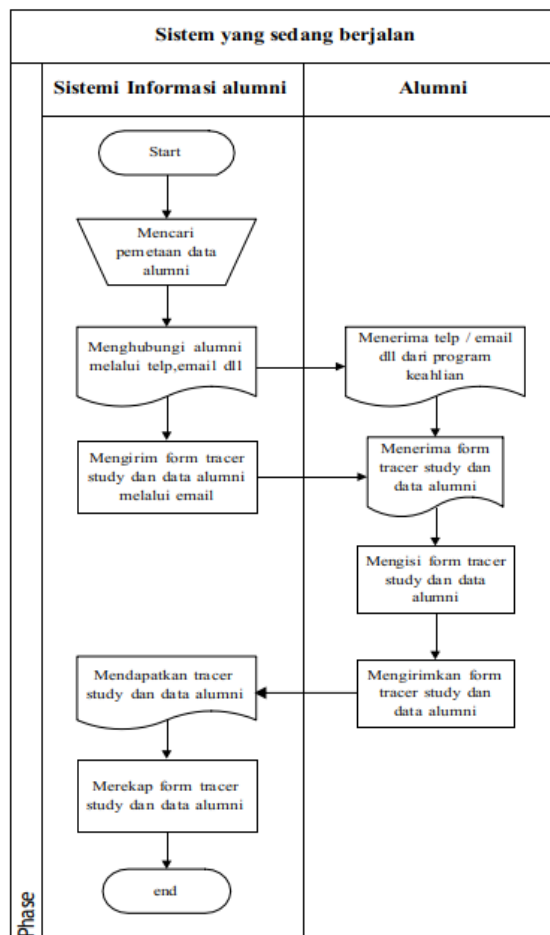 Sistem yang sedang berjalan
Sistemi Informasi alumni
Alumni
Start
Mencari
pemetaan data
alumni
Menghubungi alumni
melalui telp,email dll
Menerima telp / email
dll dari program
keahlian
Mengirim form tracer
study dan data alumni
melalui email
Menerima form
tracer study dan
data alumni
Mengisi form tracer
study dan data
alumni
Mengirimkan form
tracer study dan
data alumni
Mendapatkan tracer
study dan data alumni
Merekap form tracer
study dan data alumni
end
Phase